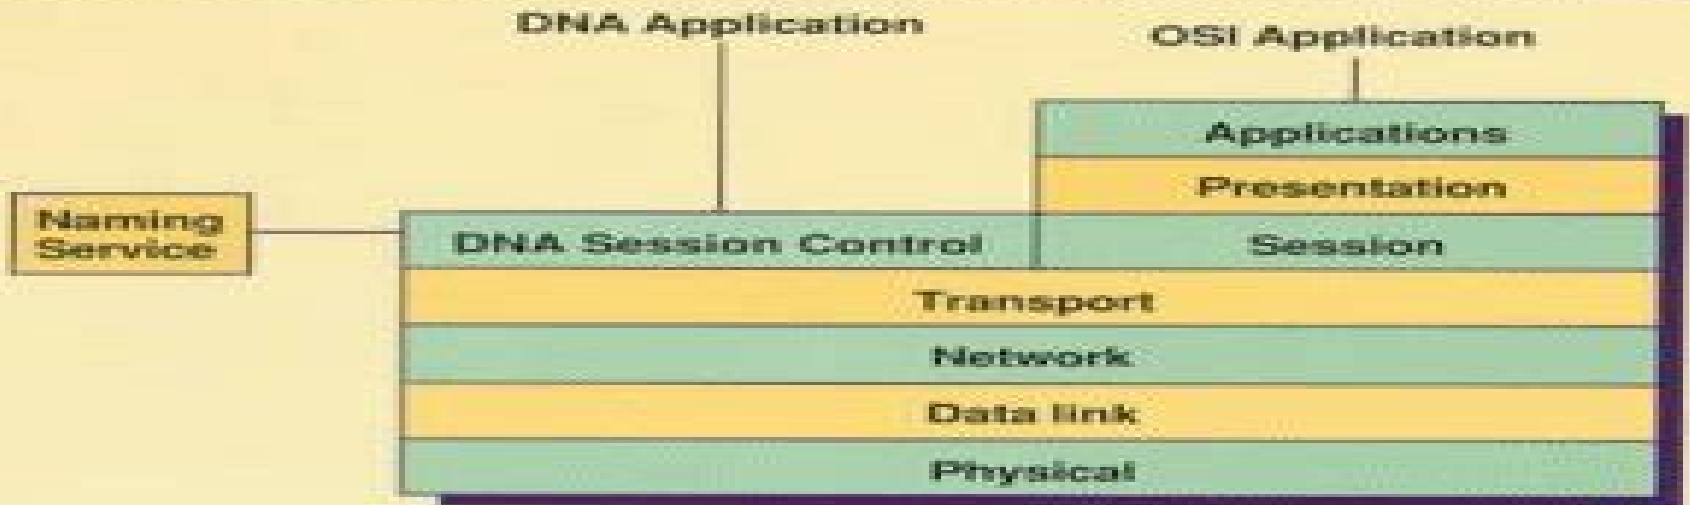 DNA Application
OSI Application
Applications
Presentation
Naming
Service
DNA Session Control
Session
Transport
Network
Data link
Physical